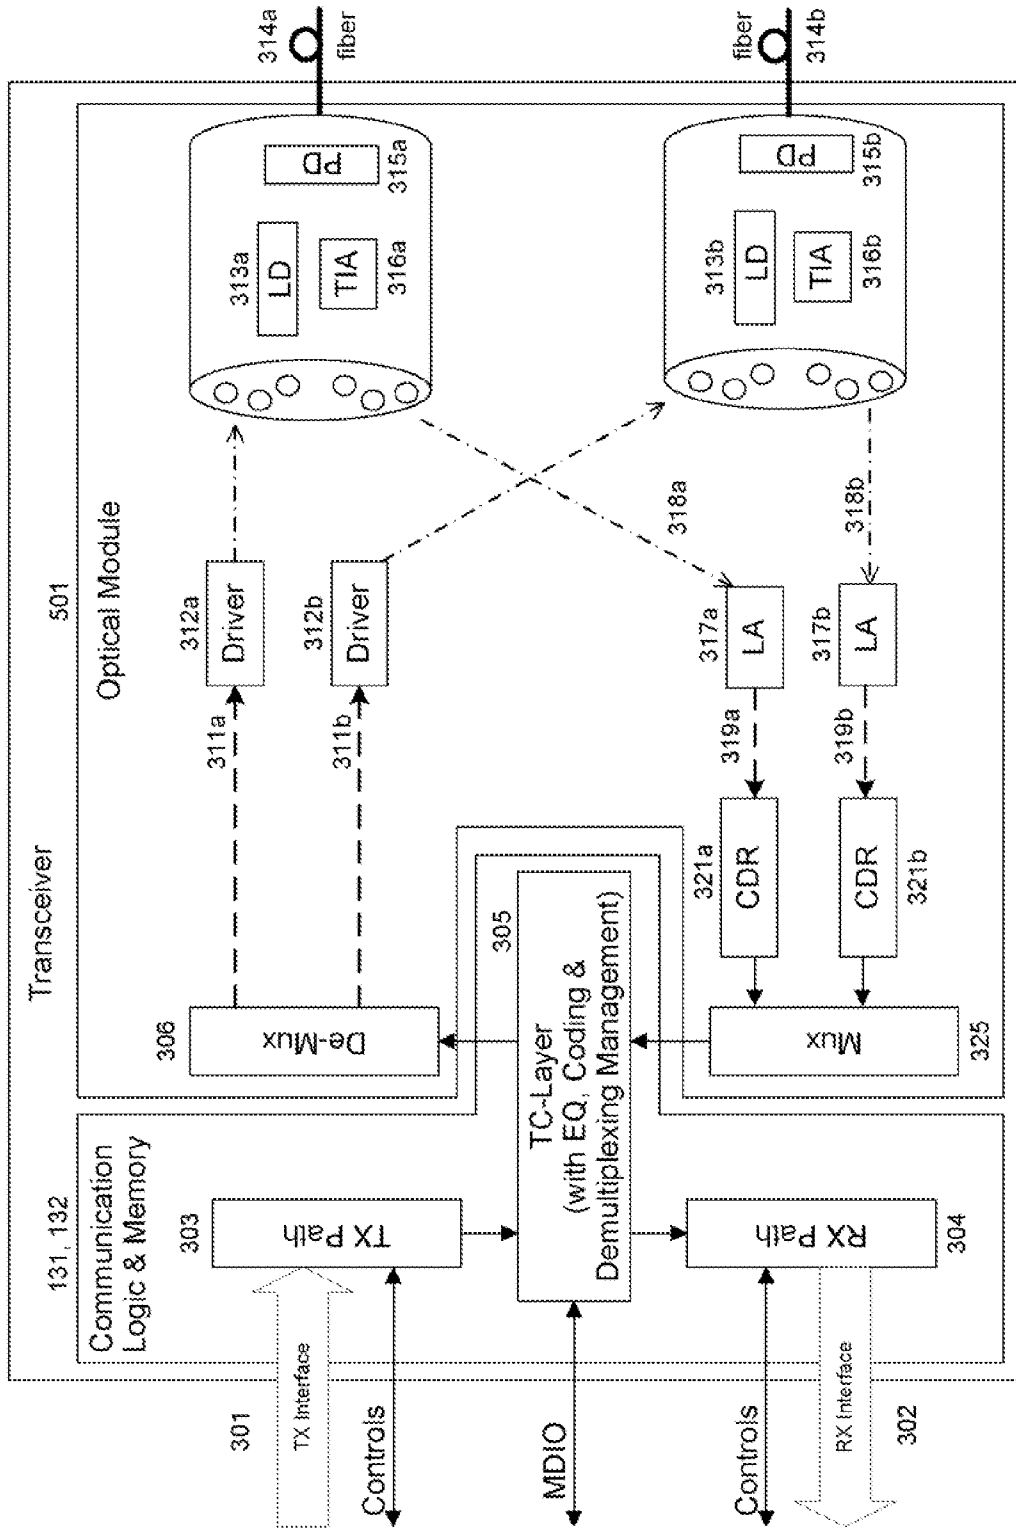 Transceiver
131, 132
Communication
Logic & Memory
501
Optical Module
301
TX Interface
Controls
MDIO
Controls
RX Interface
302
303
TX Path
RX Path
304
305
TC-Layer
(with EQ, Coding &
Demultiplexing Management)
306
De-Mux
Mux
325
311a
311b
312a
Driver
312b
Driver
321a
CDR
CDR
321b
319a
319b
317a
LA
317b
LA
318a
318b
313a
LD
TIA
316a
PD
315a
313b
LD
TIA
316b
PD
315b
314a
fiber
fiber
314b